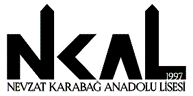 NKAL
1997
NEVZAT KARABAĞ ANADOLU LİSESİ